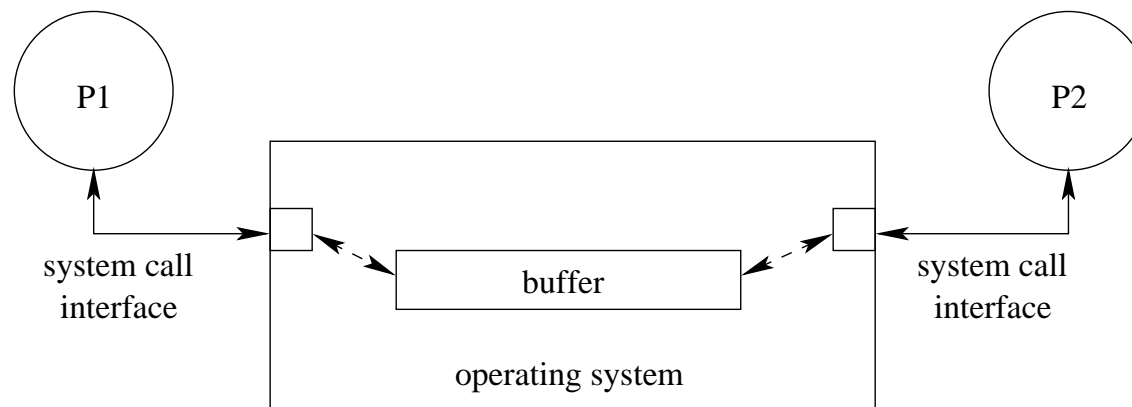 P1
P2
system call
interface
buffer
system call
interface
operating system